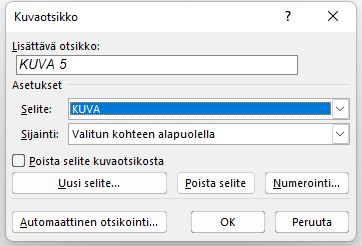 Kuvaotsikko ? ×
Lisättävä otsikko:
KUVA 5
Asetukset
Selite: KUVA
Sijainti: Valitun kohteen alapuolella
Poista selite kuvaotsikosta
Uusi selite... Poista selite Numerointi...
Automaattinen otsikointi... OK Peruuta